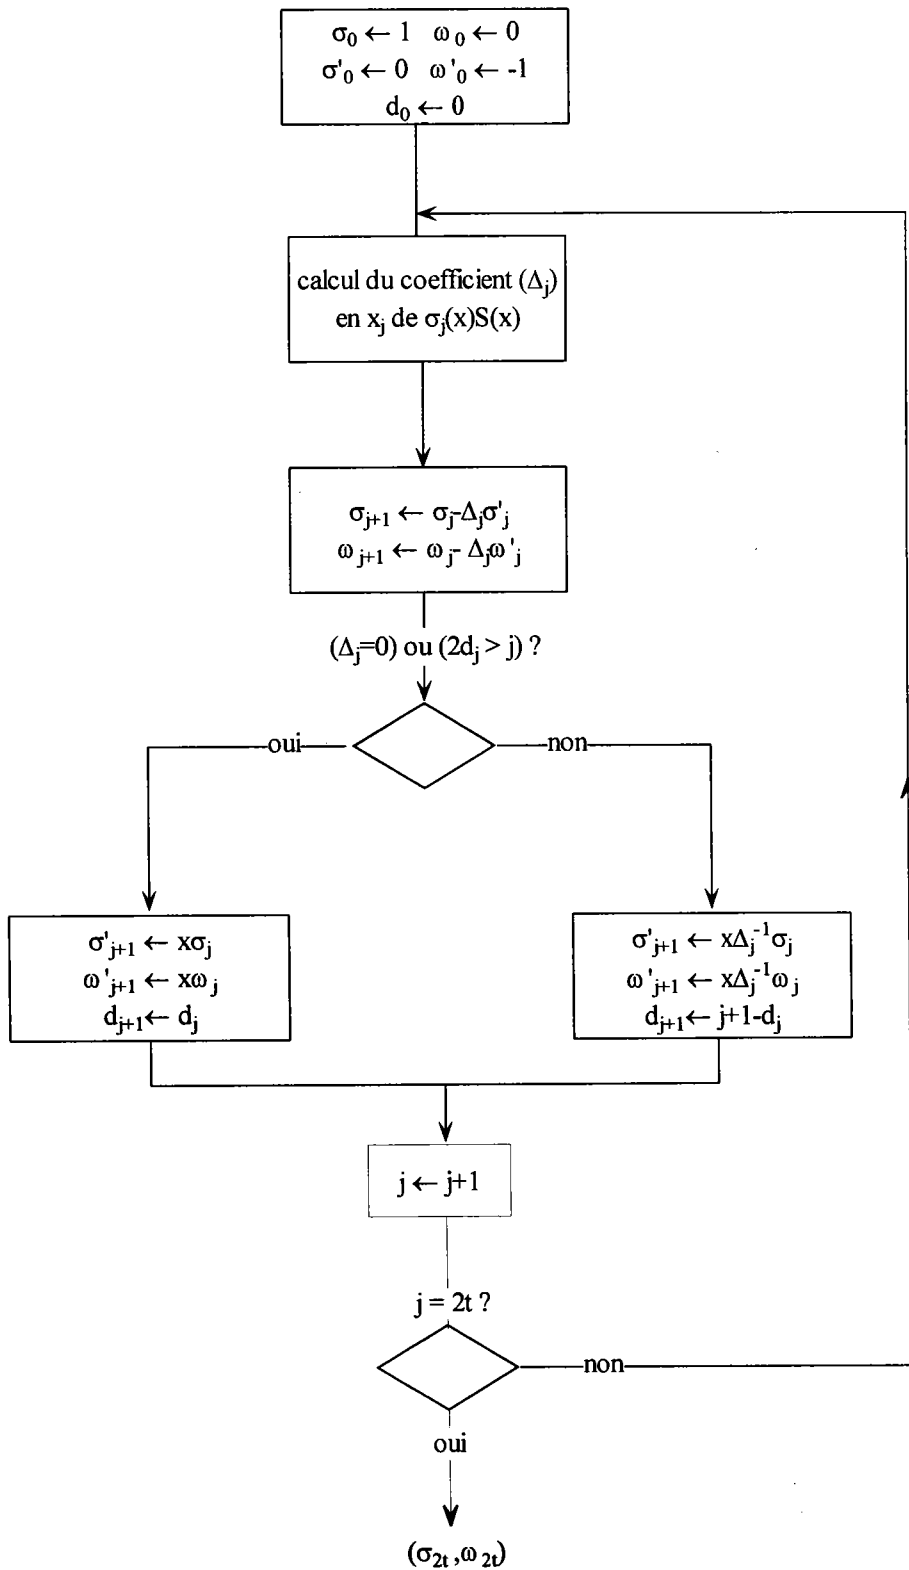 σ₀ ← 1 ω₀ ← 0
σ'₀ ← 0 ω'₀ ← -1
d₀ ← 0
calcul du coefficient (Δⱼ)
en xⱼ de σⱼ(x)S(x)
σⱼ₊₁ ← σⱼ-Δⱼσ'ⱼ
ωⱼ₊₁ ← ωⱼ- Δⱼω'ⱼ
(Δⱼ=0) ou (2dⱼ > j) ?
oui
non
σ'ⱼ₊₁ ← xσⱼ
ω'ⱼ₊₁ ← xωⱼ
dⱼ₊₁ ← dⱼ
σ'ⱼ₊₁ ← xΔⱼ⁻¹σⱼ
ω'ⱼ₊₁ ← xΔⱼ⁻¹ωⱼ
dⱼ₊₁ ← j+1-dⱼ
j ← j+1
j = 2t ?
non
oui
(σ₂ₜ,ω₂ₜ)